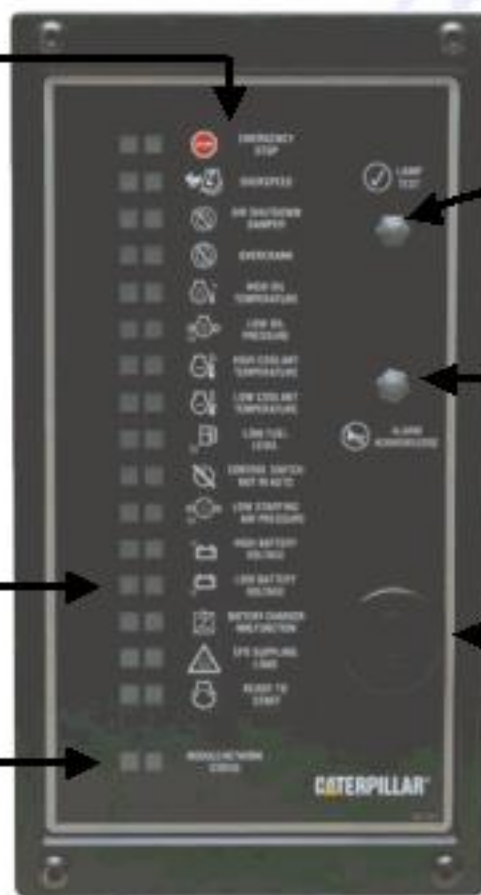 EMERGENCY
STOP
OVERSPEED
AIR SHUTDOWN
DAMPER
OVERCRANK
HIGH OIL
TEMPERATURE
LOW OIL
PRESSURE
HIGH COOLANT
TEMPERATURE
LOW COOLANT
TEMPERATURE
LOW FUEL
LEVEL
CONTROL SWITCH
NOT IN AUTO
LOW STARTING
AIR PRESSURE
HIGH BATTERY
VOLTAGE
LOW BATTERY
VOLTAGE
BATTERY CHARGER
MALFUNCTION
EPS SUPPLYING
LOAD
READY TO
START
MODULE/NETWORK
STATUS
LAMP
TEST
ALARM
ACKNOWLEDGE
CATERPILLAR®